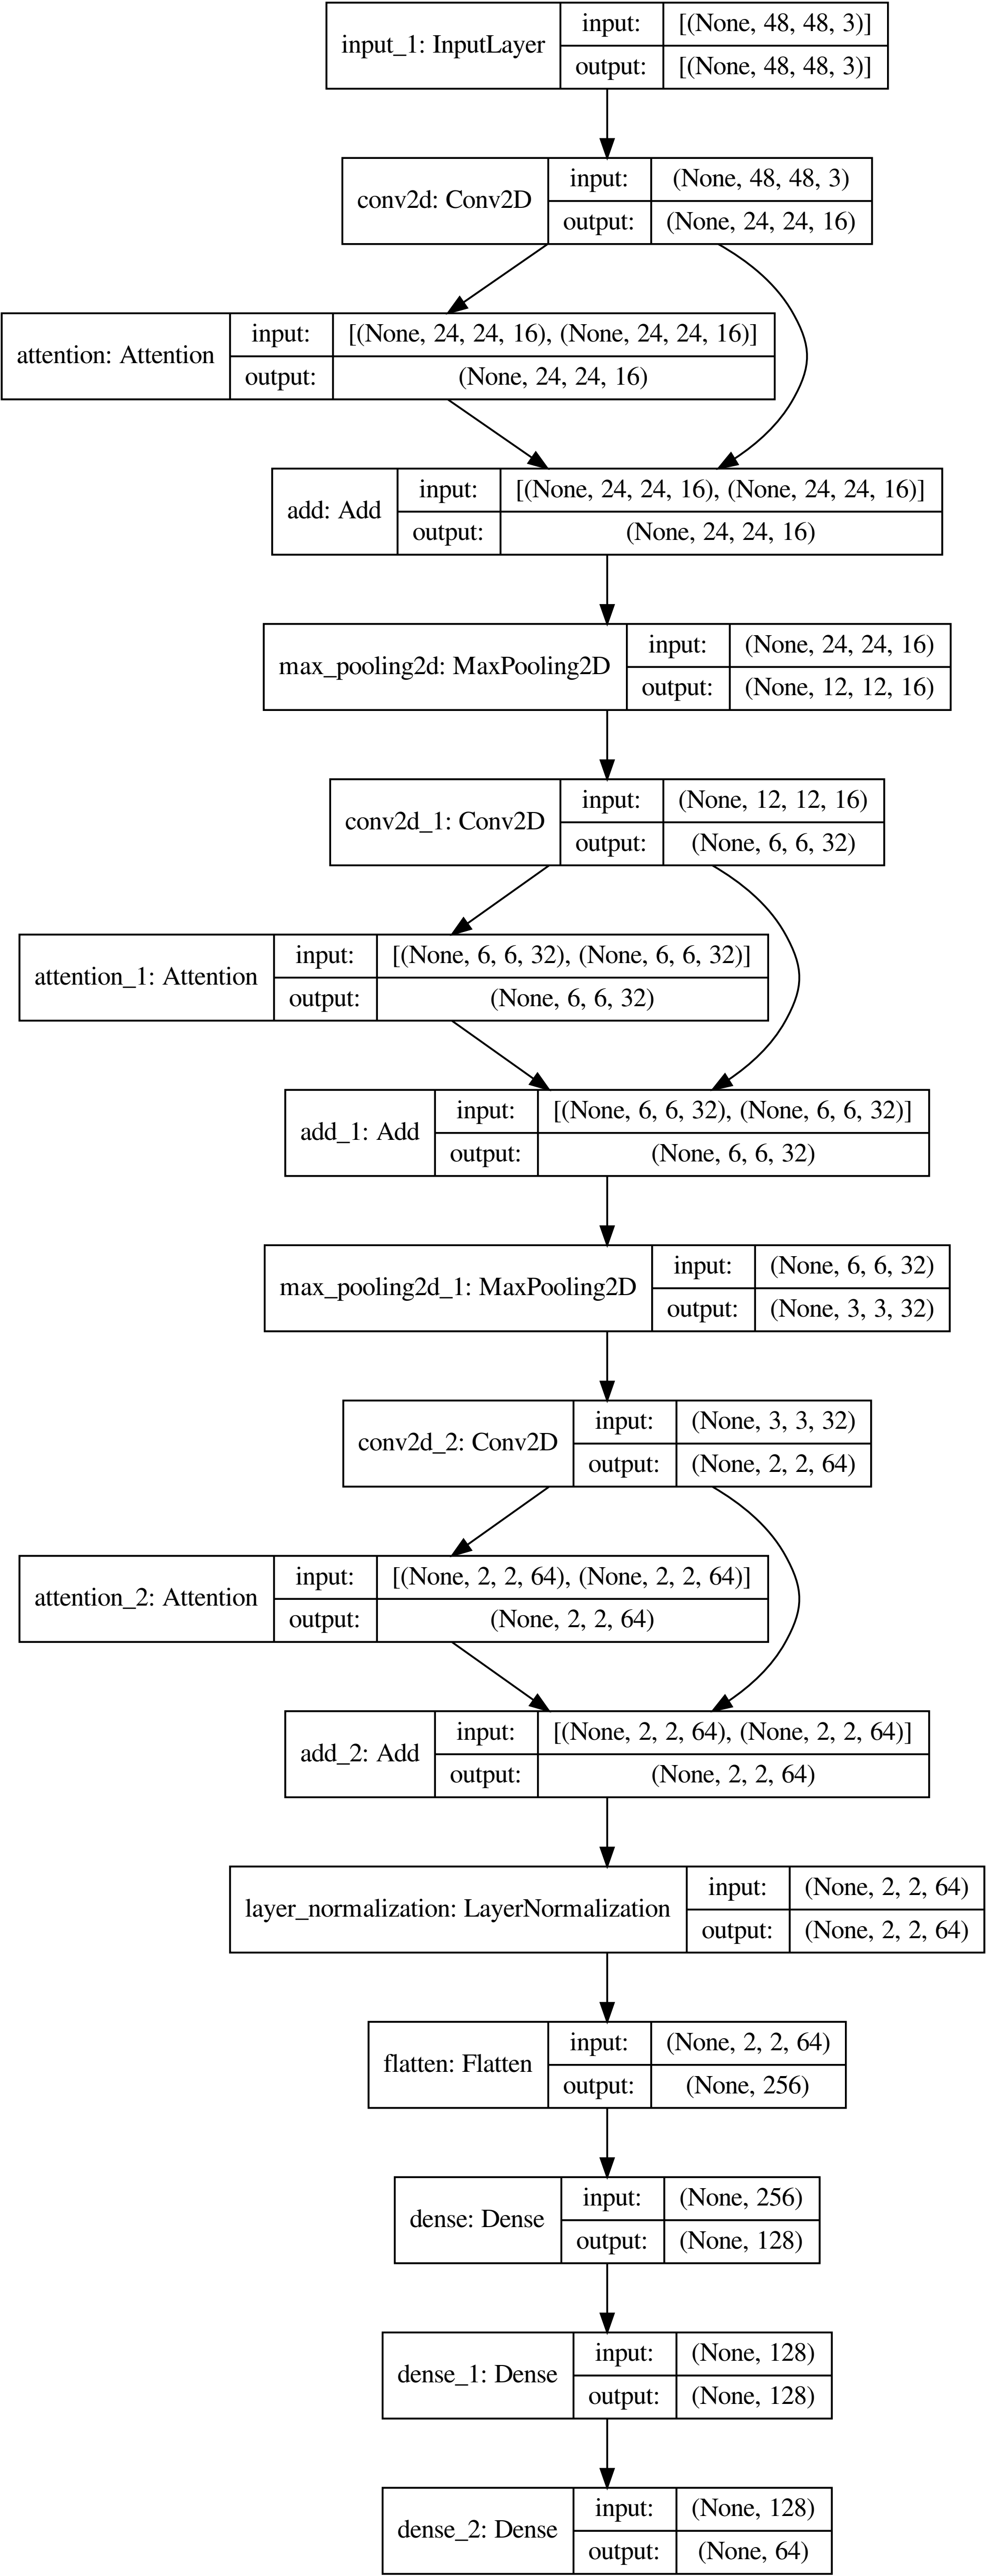 input_1: InputLayer
input: [(None, 48, 48, 3)]
output: [(None, 48, 48, 3)]
conv2d: Conv2D
input: (None, 48, 48, 3)
output: (None, 24, 24, 16)
attention: Attention
input: [(None, 24, 24, 16), (None, 24, 24, 16)]
output: (None, 24, 24, 16)
add: Add
input: [(None, 24, 24, 16), (None, 24, 24, 16)]
output: (None, 24, 24, 16)
max_pooling2d: MaxPooling2D
input: (None, 24, 24, 16)
output: (None, 12, 12, 16)
conv2d_1: Conv2D
input: (None, 12, 12, 16)
output: (None, 6, 6, 32)
attention_1: Attention
input: [(None, 6, 6, 32), (None, 6, 6, 32)]
output: (None, 6, 6, 32)
add_1: Add
input: [(None, 6, 6, 32), (None, 6, 6, 32)]
output: (None, 6, 6, 32)
max_pooling2d_1: MaxPooling2D
input: (None, 6, 6, 32)
output: (None, 3, 3, 32)
conv2d_2: Conv2D
input: (None, 3, 3, 32)
output: (None, 2, 2, 64)
attention_2: Attention
input: [(None, 2, 2, 64), (None, 2, 2, 64)]
output: (None, 2, 2, 64)
add_2: Add
input: [(None, 2, 2, 64), (None, 2, 2, 64)]
output: (None, 2, 2, 64)
layer_normalization: LayerNormalization
input: (None, 2, 2, 64)
output: (None, 2, 2, 64)
flatten: Flatten
input: (None, 2, 2, 64)
output: (None, 256)
dense: Dense
input: (None, 256)
output: (None, 128)
dense_1: Dense
input: (None, 128)
output: (None, 128)
dense_2: Dense
input: (None, 128)
output: (None, 64)